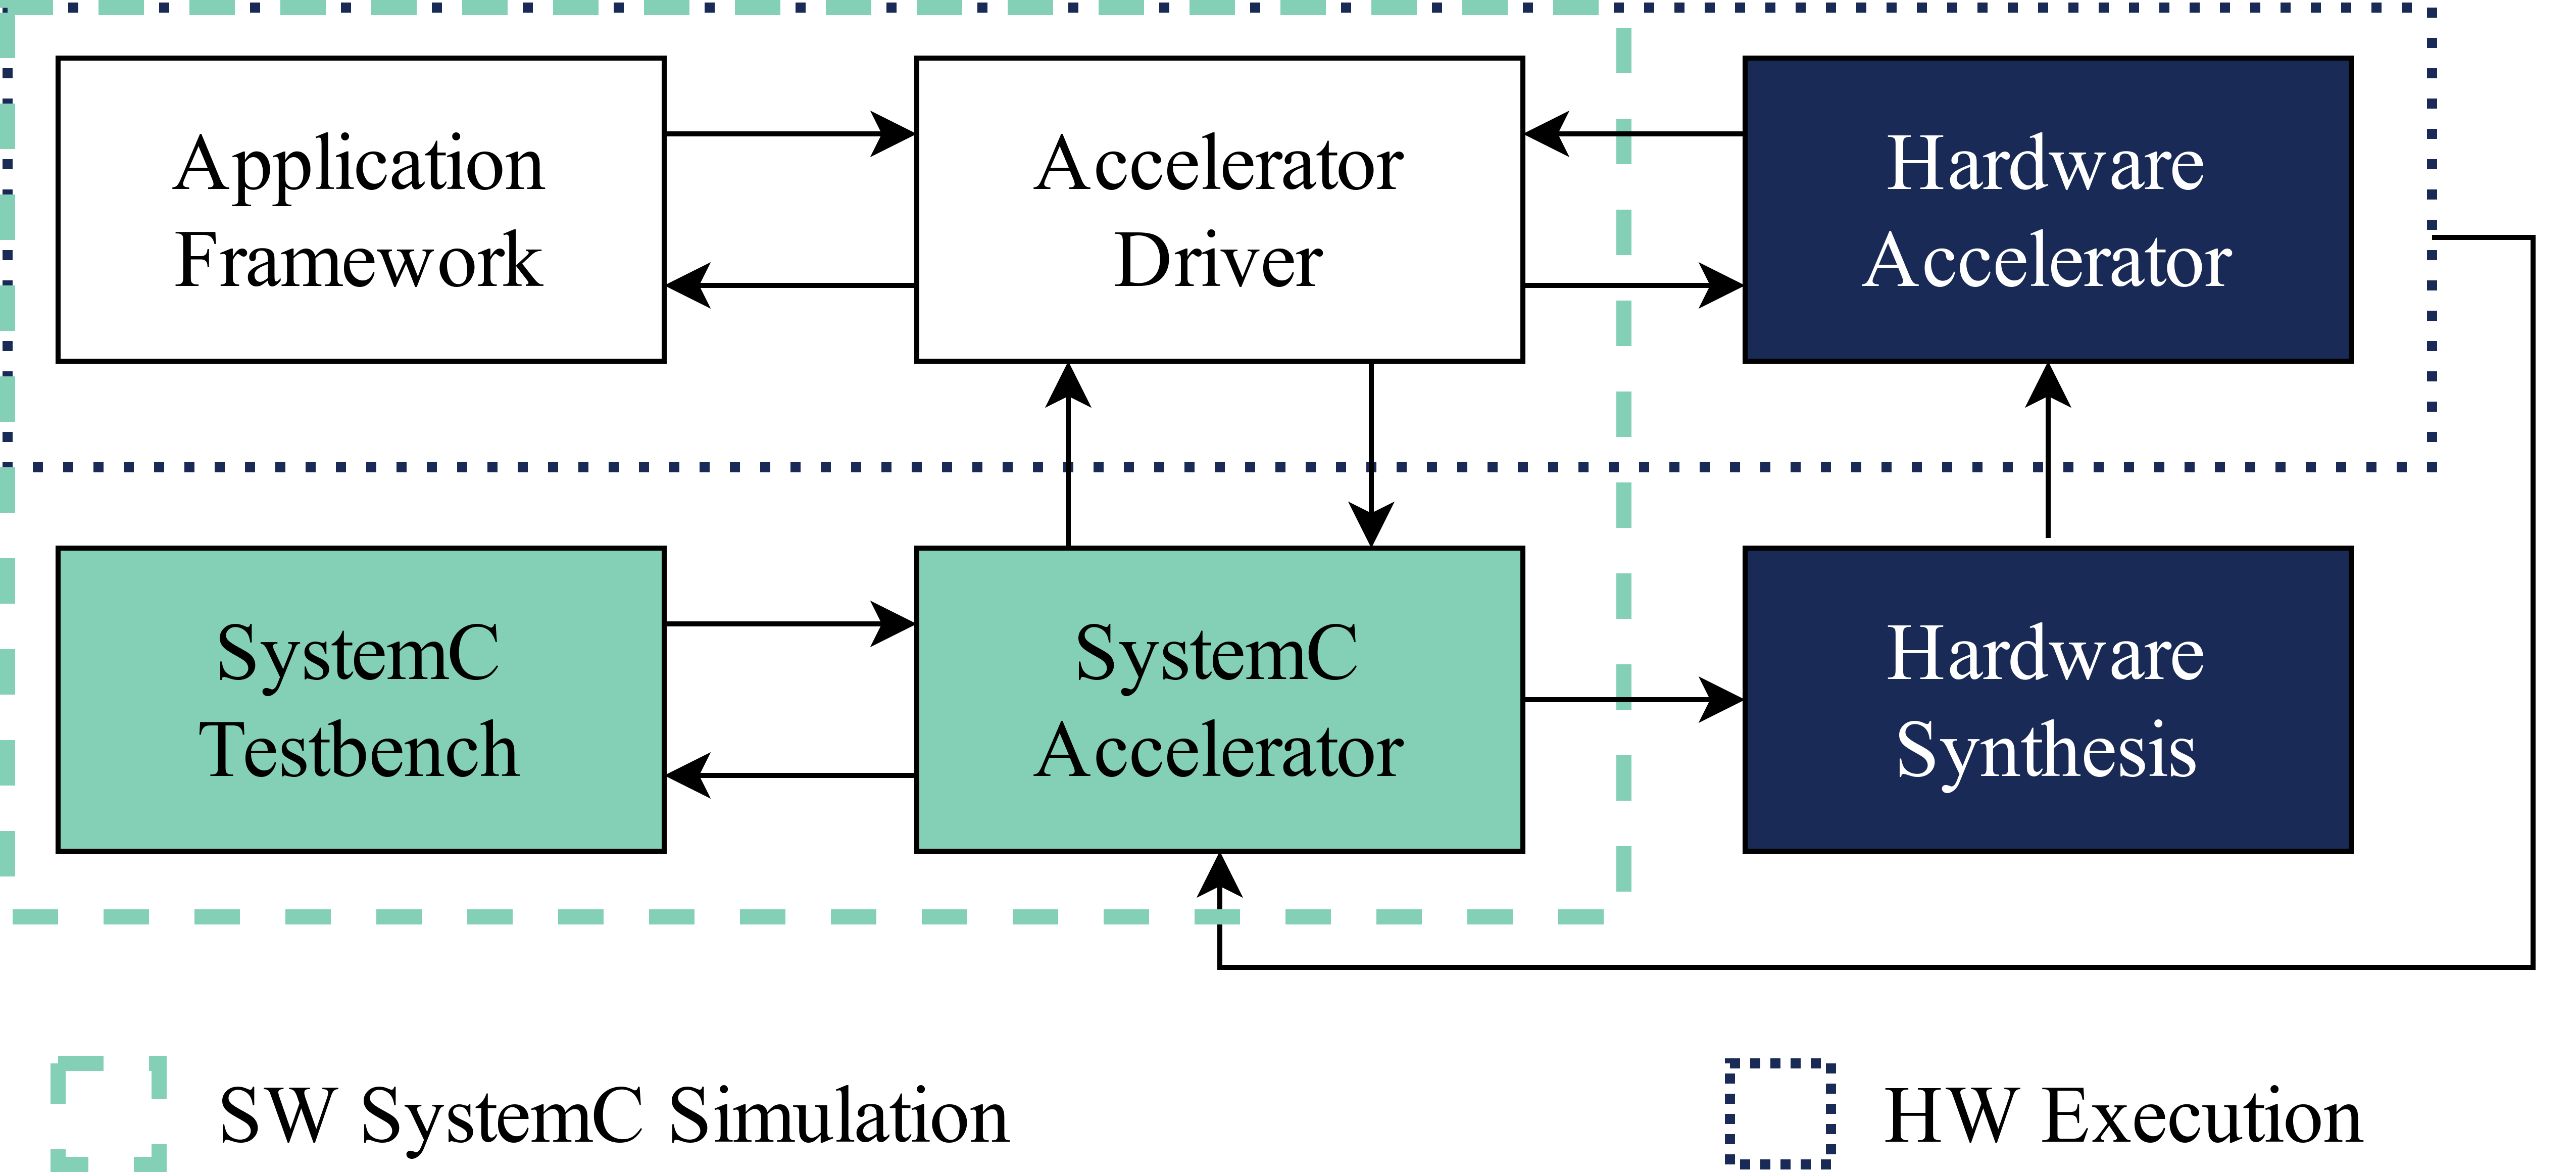 Application
Framework
Accelerator
Driver
Hardware
Accelerator
SystemC
Testbench
SystemC
Accelerator
Hardware
Synthesis
SW SystemC Simulation
HW Execution